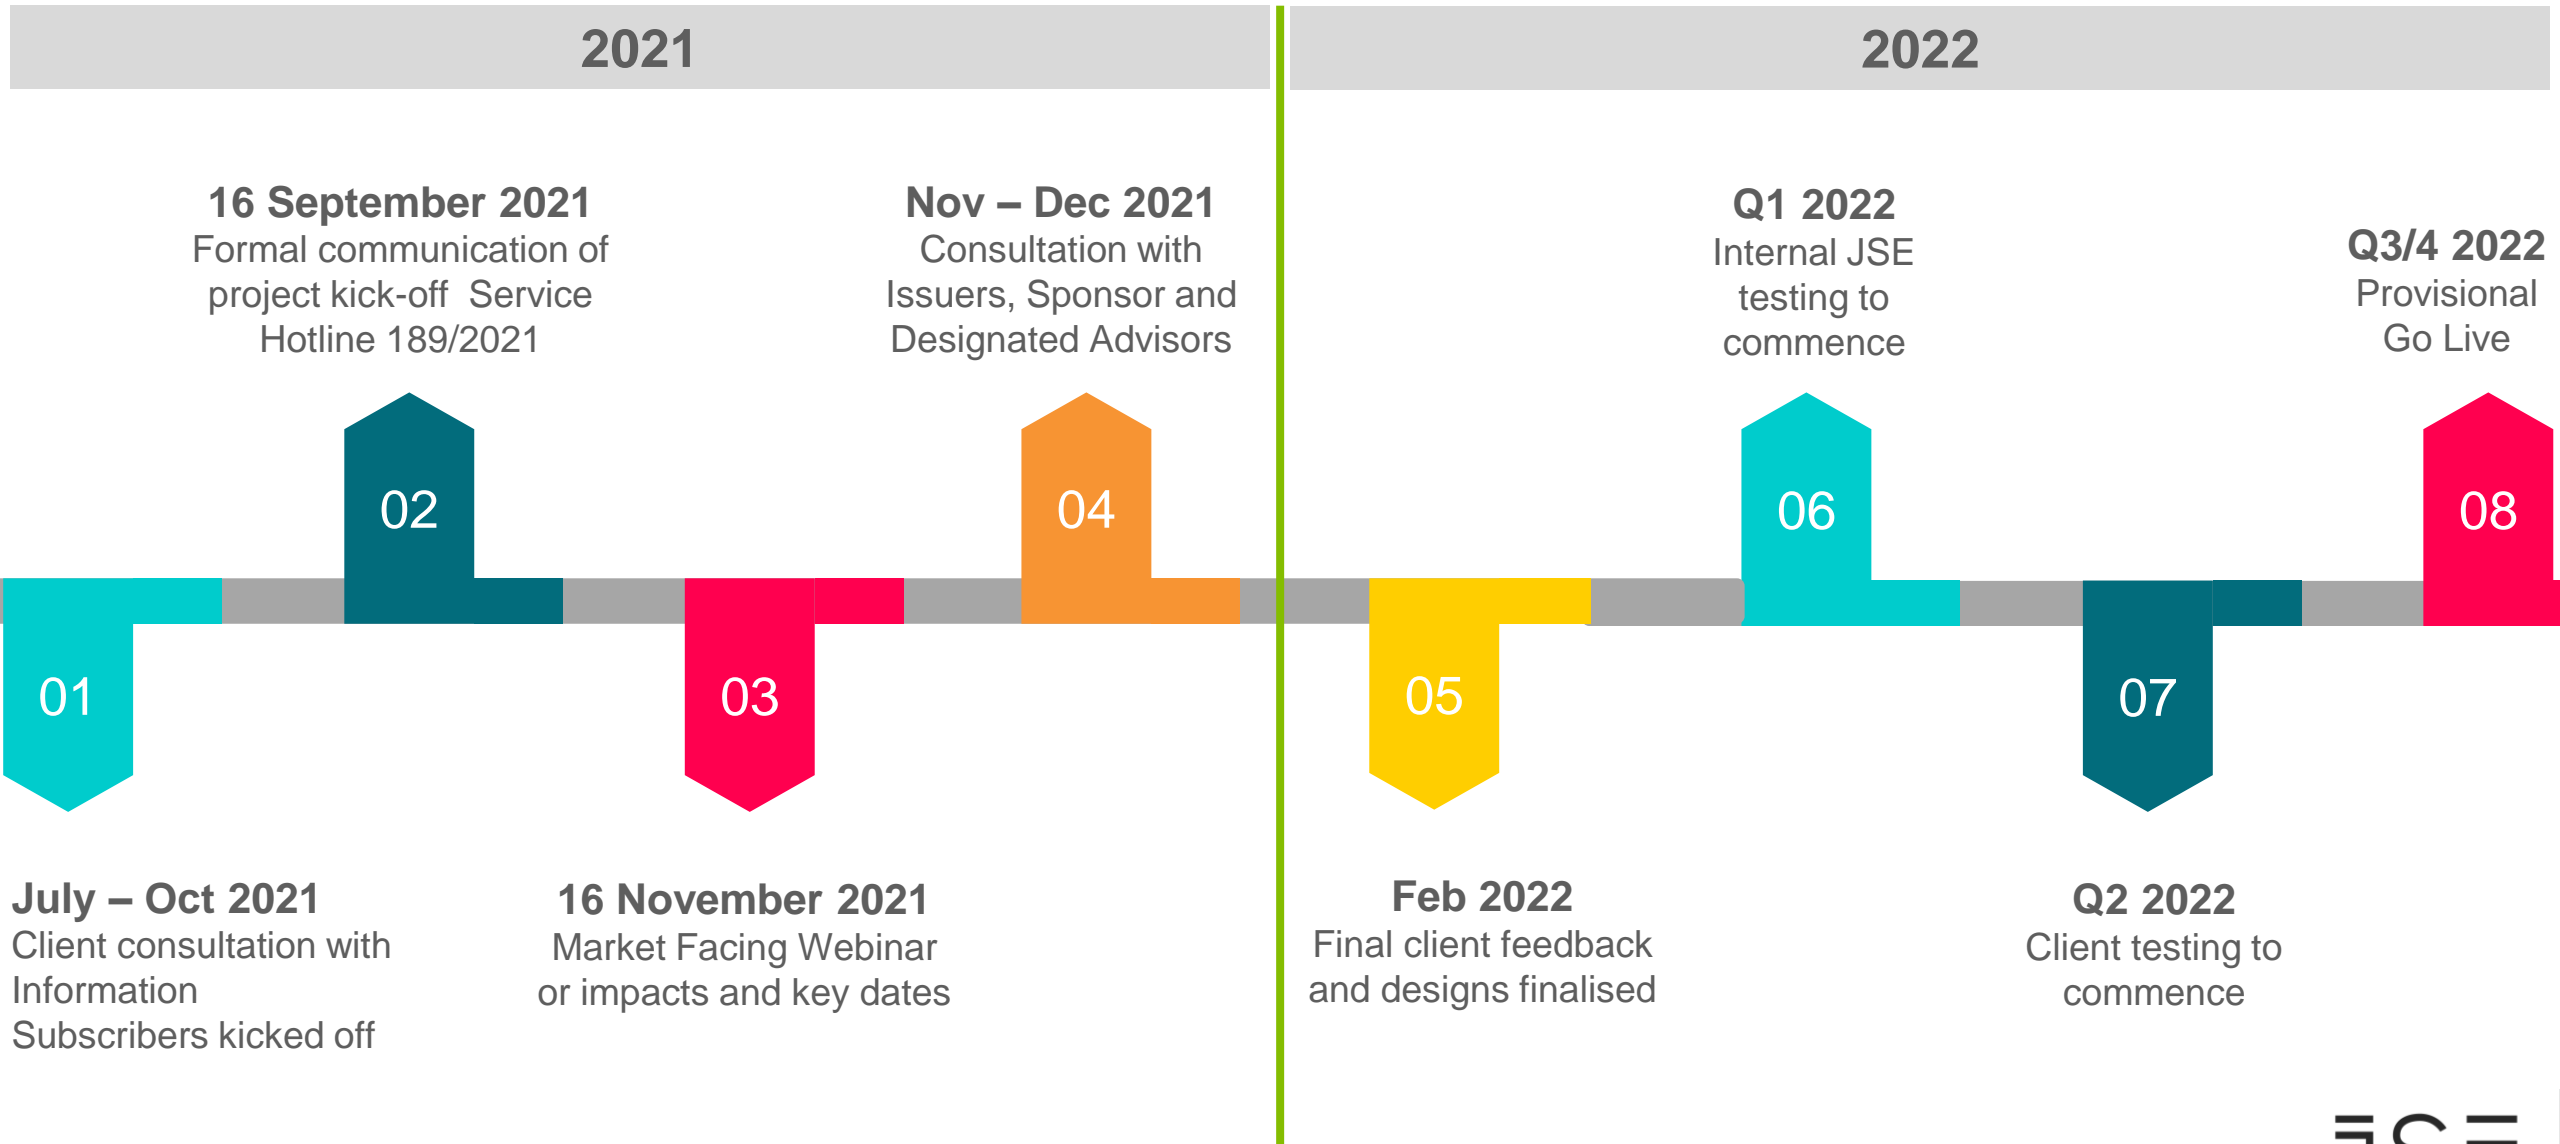 2021
2022
16 September 2021
Formal communication of
project kick-off  Service
Hotline 189/2021
Nov – Dec 2021
Consultation with
Issuers, Sponsor and
Designated Advisors
Q1 2022
Internal JSE
testing to
commence
Q3/4 2022
Provisional
Go Live
02
04
06
08
01
03
05
07
July – Oct 2021
Client consultation with
Information
Subscribers kicked off
16 November 2021
Market Facing Webinar
or impacts and key dates
Feb 2022
Final client feedback
and designs finalised
Q2 2022
Client testing to
commence